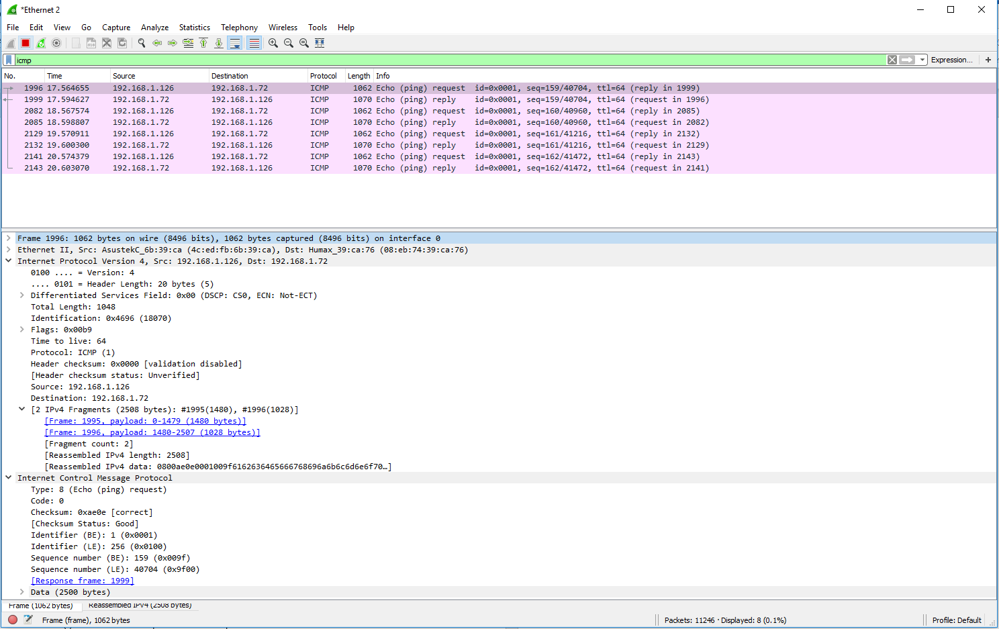 *Ethernet 2
File Edit View Go Capture Analyze Statistics Telephony Wireless Tools Help
icmp Expression... +
No. Time Source Destination Protocol Length Info
1996 17.564655 192.168.1.126 192.168.1.72 ICMP 1062 Echo (ping) request id=0x0001, seq=159/40704, ttl=64 (reply in 1999)
1999 17.594627 192.168.1.72 192.168.1.126 ICMP 1070 Echo (ping) reply id=0x0001, seq=159/40704, ttl=64 (request in 1996)
2082 18.567574 192.168.1.126 192.168.1.72 ICMP 1062 Echo (ping) request id=0x0001, seq=160/40960, ttl=64 (reply in 2085)
2085 18.598807 192.168.1.72 192.168.1.126 ICMP 1070 Echo (ping) reply id=0x0001, seq=160/40960, ttl=64 (request in 2082)
2129 19.570911 192.168.1.126 192.168.1.72 ICMP 1062 Echo (ping) request id=0x0001, seq=161/41216, ttl=64 (reply in 2132)
2132 19.600300 192.168.1.72 192.168.1.126 ICMP 1070 Echo (ping) reply id=0x0001, seq=161/41216, ttl=64 (request in 2129)
2141 20.574379 192.168.1.126 192.168.1.72 ICMP 1062 Echo (ping) request id=0x0001, seq=162/41472, ttl=64 (reply in 2143)
2143 20.603070 192.168.1.72 192.168.1.126 ICMP 1070 Echo (ping) reply id=0x0001, seq=162/41472, ttl=64 (request in 2141)
Frame 1996: 1062 bytes on wire (8496 bits), 1062 bytes captured (8496 bits) on interface 0
Ethernet II, Src: AsustekC_6b:39:ca (4c:ed:fb:6b:39:ca), Dst: Humax_39:ca:76 (08:eb:74:39:ca:76)
Internet Protocol Version 4, Src: 192.168.1.126, Dst: 192.168.1.72
0100 .... = Version: 4
.... 0101 = Header Length: 20 bytes (5)
Differentiated Services Field: 0x00 (DSCP: CS0, ECN: Not-ECT)
Total Length: 1048
Identification: 0x4696 (18070)
Flags: 0x00b9
Time to live: 64
Protocol: ICMP (1)
Header checksum: 0x0000 [validation disabled]
[Header checksum status: Unverified]
Source: 192.168.1.126
Destination: 192.168.1.72
[2 IPv4 Fragments (2508 bytes): #1995(1480), #1996(1028)]
[Frame: 1995, payload: 0-1479 (1480 bytes)]
[Frame: 1996, payload: 1480-2507 (1028 bytes)]
[Fragment count: 2]
[Reassembled IPv4 length: 2508]
[Reassembled IPv4 data: 0800ae0e0001009f6162636465666768696a6b6c6d6e6f70…]
Internet Control Message Protocol
Type: 8 (Echo (ping) request)
Code: 0
Checksum: 0xae0e [correct]
[Checksum Status: Good]
Identifier (BE): 1 (0x0001)
Identifier (LE): 256 (0x0100)
Sequence number (BE): 159 (0x009f)
Sequence number (LE): 40704 (0x9f00)
[Response frame: 1999]
Data (2500 bytes)
Frame (1062 bytes) Reassembled IPv4 (2508 bytes)
Frame (frame), 1062 bytes Packets: 11246 · Displayed: 8 (0.1%) Profile: Default